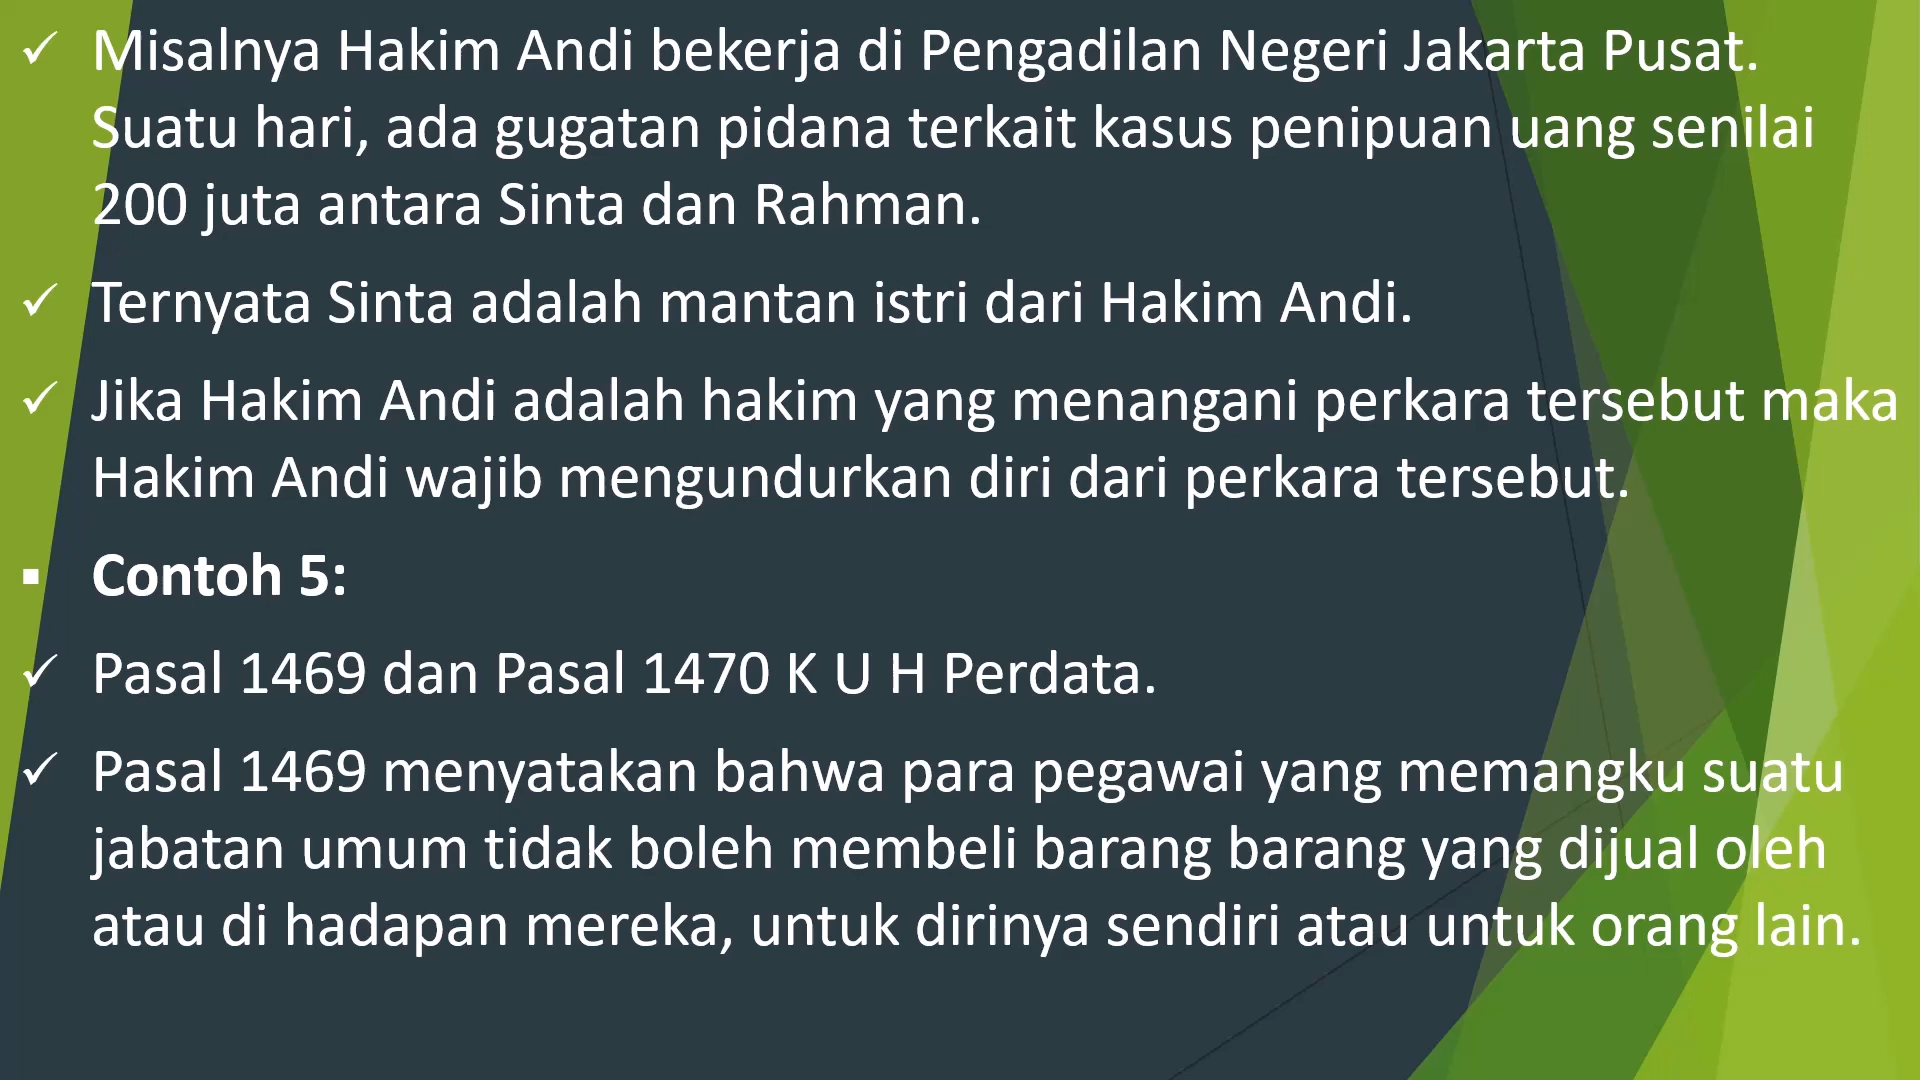 ✓ Misalnya Hakim Andi bekerja di Pengadilan Negeri Jakarta Pusat.
Suatu hari, ada gugatan pidana terkait kasus penipuan uang senilai
200 juta antara Sinta dan Rahman.
✓ Ternyata Sinta adalah mantan istri dari Hakim Andi.
✓ Jika Hakim Andi adalah hakim yang menangani perkara tersebut maka
Hakim Andi wajib mengundurkan diri dari perkara tersebut.
▪ Contoh 5:
✓ Pasal 1469 dan Pasal 1470 K U H Perdata.
✓ Pasal 1469 menyatakan bahwa para pegawai yang memangku suatu
jabatan umum tidak boleh membeli barang barang yang dijual oleh
atau di hadapan mereka, untuk dirinya sendiri atau untuk orang lain.